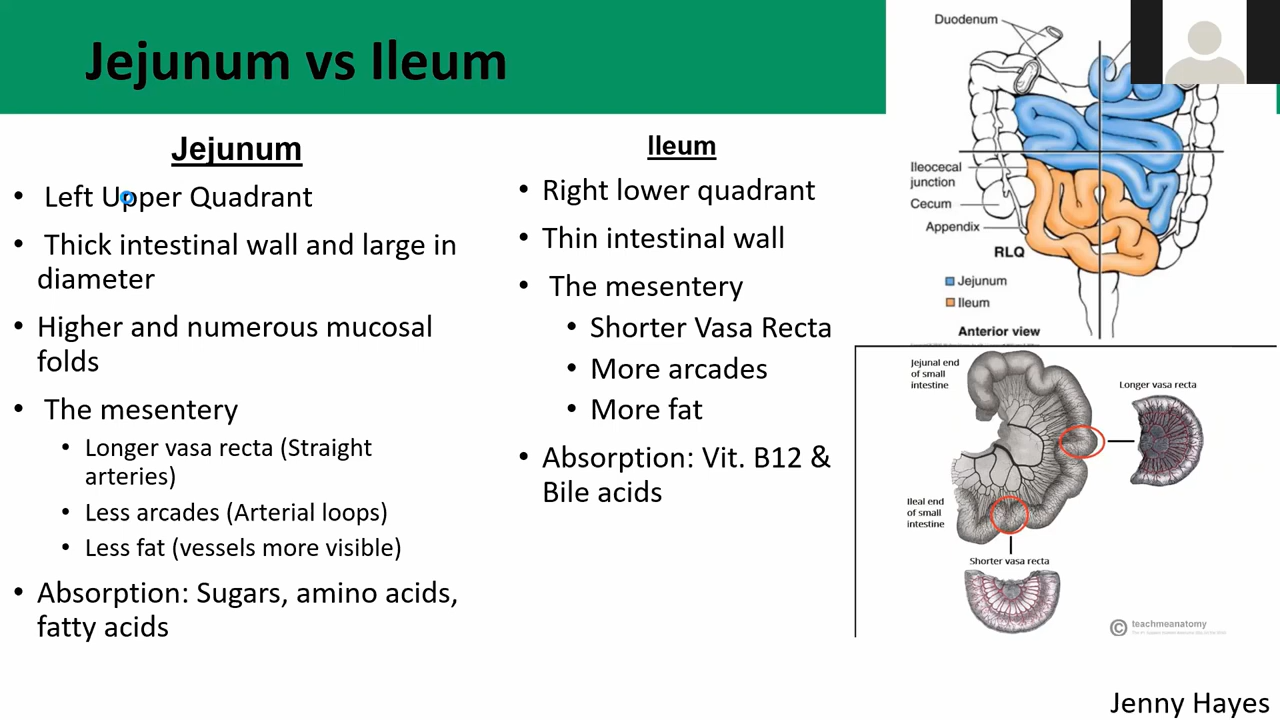 Jejunum vs Ileum
Jejunum
• Left Upper Quadrant
• Thick intestinal wall and large in
diameter
• Higher and numerous mucosal
folds
• The mesentery
• Longer vasa recta (Straight
arteries)
• Less arcades (Arterial loops)
• Less fat (vessels more visible)
• Absorption: Sugars, amino acids,
fatty acids
Ileum
• Right lower quadrant
• Thin intestinal wall
• The mesentery
• Shorter Vasa Recta
• More arcades
• More fat
• Absorption: Vit. B12 &
Bile acids
Duodenum
Ileocecal
junction
Cecum
Appendix
RLQ
Jejunum
Ileum
Anterior view
Jejunal end
of small
intestine
Longer vasa recta
Ileal end
of small
intestine
Shorter vasa recta
© teachmeanatomy
Jenny Hayes